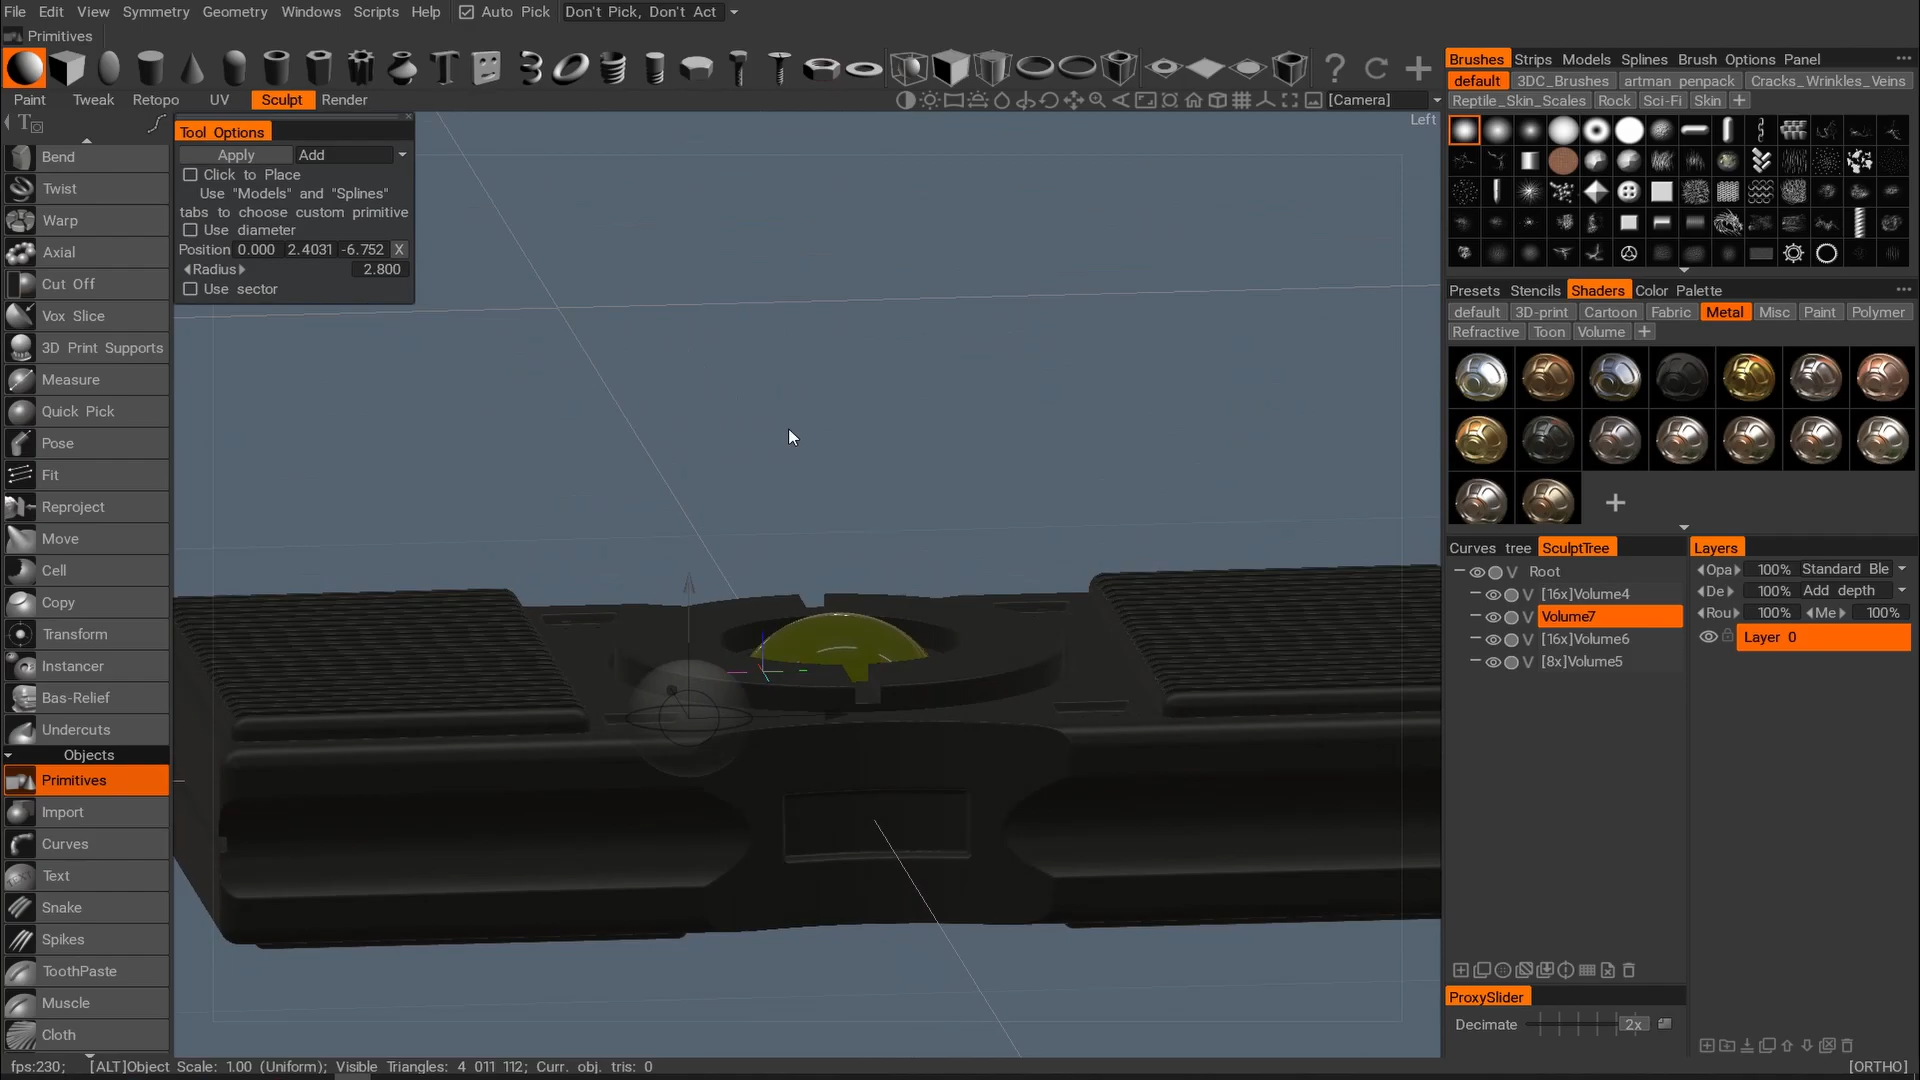 File Edit View Symmetry Geometry Windows Scripts Help Auto Pick Don't Pick, Don't Act
Primitives
Paint Tweak Retopo UV Sculpt Render
[Camera]
Left
Bend
Twist
Warp
Axial
Cut Off
Vox Slice
3D Print Supports
Measure
Quick Pick
Pose
Fit
Reproject
Move
Cell
Copy
Transform
Instancer
Bas-Relief
Undercuts
Objects
Primitives
Import
Curves
Text
Snake
Spikes
ToothPaste
Muscle
Cloth
Tool Options
Apply Add
Click to Place
Use "Models" and "Splines"
tabs to choose custom primitive
Use diameter
Position 0.000 2.4031 -6.752 X
Radius 2.800
Use sector
Brushes Strips Models Splines Brush Options Panel
default 3DC_Brushes artman penpack Cracks_Wrinkles_Veins
Reptile_Skin_Scales Rock Sci-Fi Skin
Presets Stencils Shaders Color Palette
default 3D-print Cartoon Fabric Metal Misc Paint Polymer
Refractive Toon Volume
Curves tree SculptTree
V Root
V [16x]Volume4
V Volume7
V [16x]Volume6
V [8x]Volume5
Layers
Opa 100% Standard Ble
De 100% Add depth
Rou 100% Me 100%
Layer 0
ProxySlider
Decimate 2x
fps:230; [ALT]Object Scale: 1.00 (Uniform); Visible Triangles: 4 011 112; Curr. obj. tris: 0
[ORTHO]